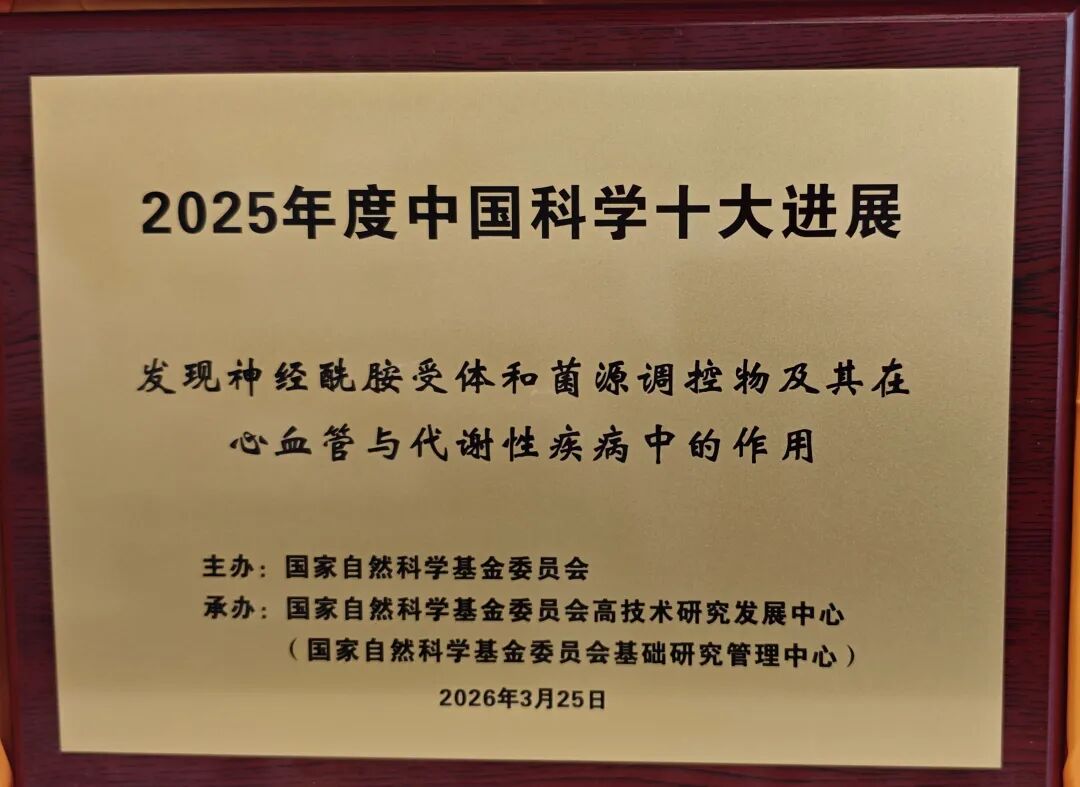 2025年度中国科学十大进展
发现神经酰胺受体和菌源调控物及其在
心血管与代谢性疾病中的作用
主办：国家自然科学基金委员会
承办：国家自然科学基金委员会高技术研究发展中心
（国家自然科学基金委员会基础研究管理中心）
2026年3月25日